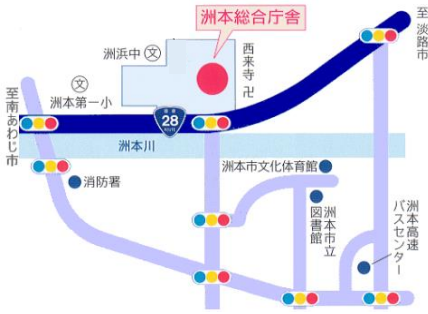 洲本総合庁舎
至 淡路市
洲浜中
文
西来寺
卍
文
洲本第一小
至南あわじ市
28
洲本川
洲本市文化体育館
消防署
洲本市立
図書館
洲本高速
バスセンター